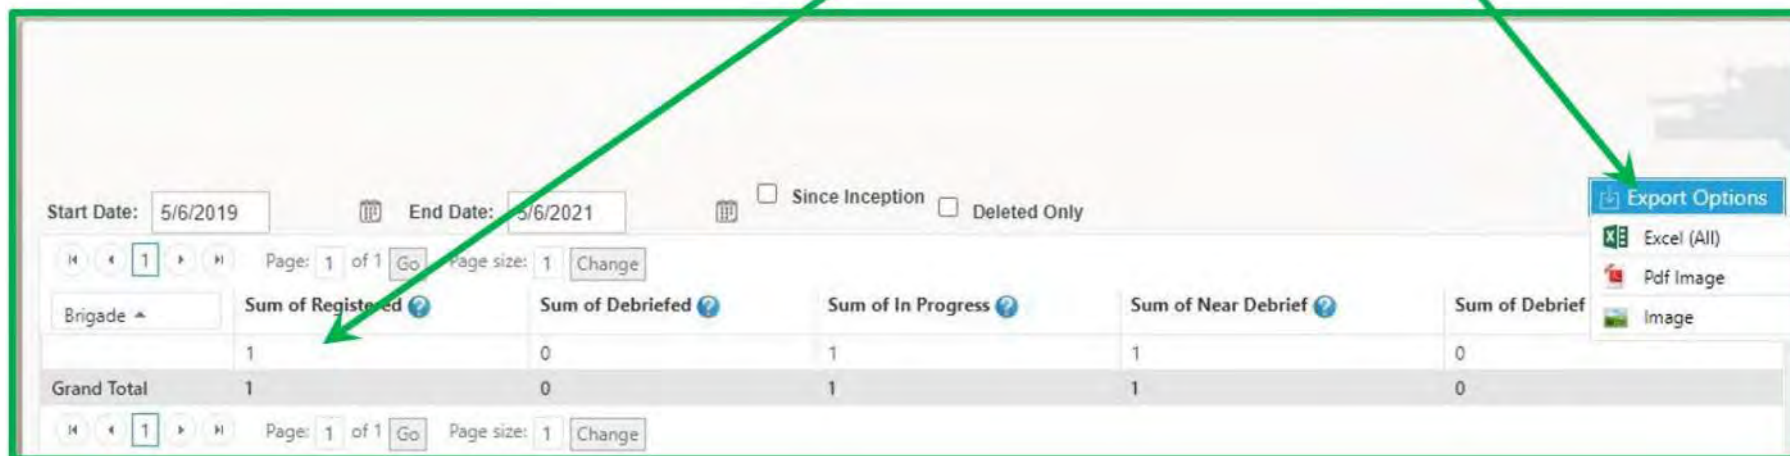 Start Date: 5/6/2019 End Date: 5/6/2021 Since Inception Deleted Only
Export Options
Excel (All)
Pdf Image
Image
1 Page: 1 of 1 Go Page size: 1 Change
Brigade Sum of Registered Sum of Debriefed Sum of In Progress Sum of Near Debrief Sum of Debrief
1 0 1 1 0
Grand Total 1 0 1 1 0
1 Page: 1 of 1 Go Page size: 1 Change